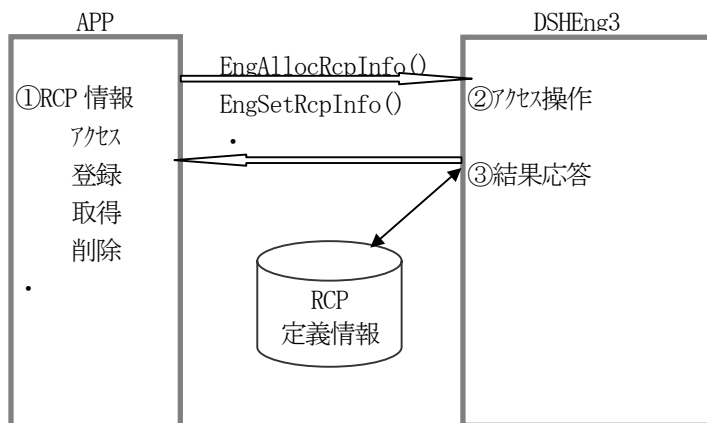 APP
DSHEng3
EngAllocRcpInfo()
①RCP 情報
EngSetRcpInfo()
②アクセス操作
アクセス
・
登録
③結果応答
取得
削除
・
RCP
定義情報